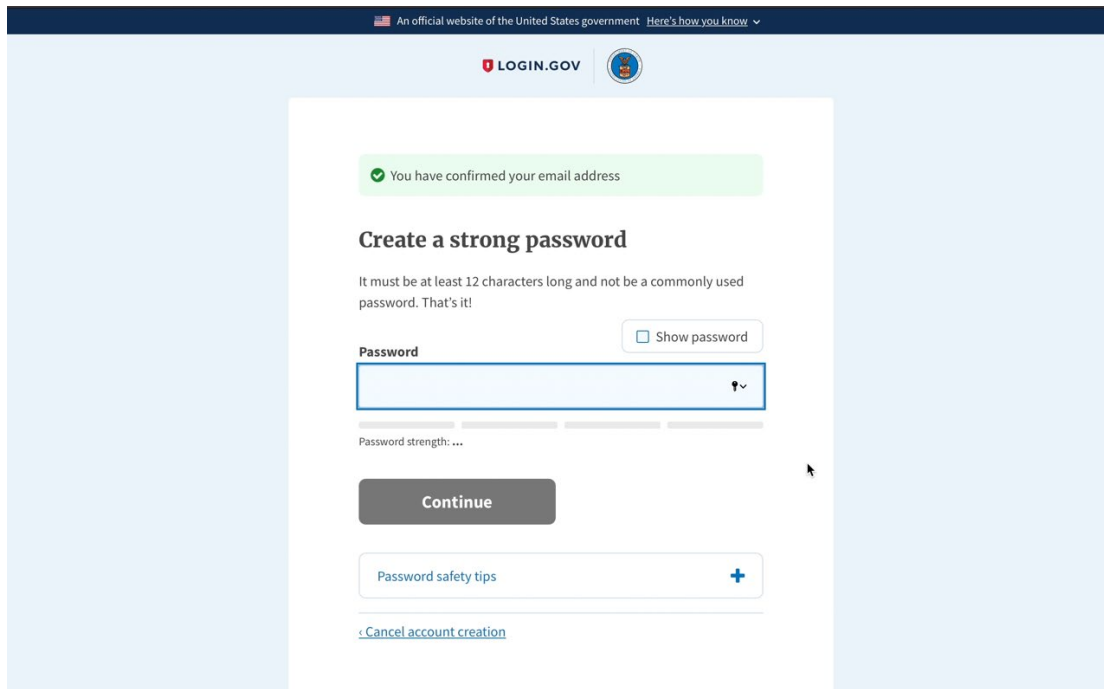 An official website of the United States government Here's how you know
LOGIN.GOV
You have confirmed your email address
Create a strong password
It must be at least 12 characters long and not be a commonly used
password. That's it!
Show password
Password
Password strength: ...
Continue
Password safety tips
‹ Cancel account creation